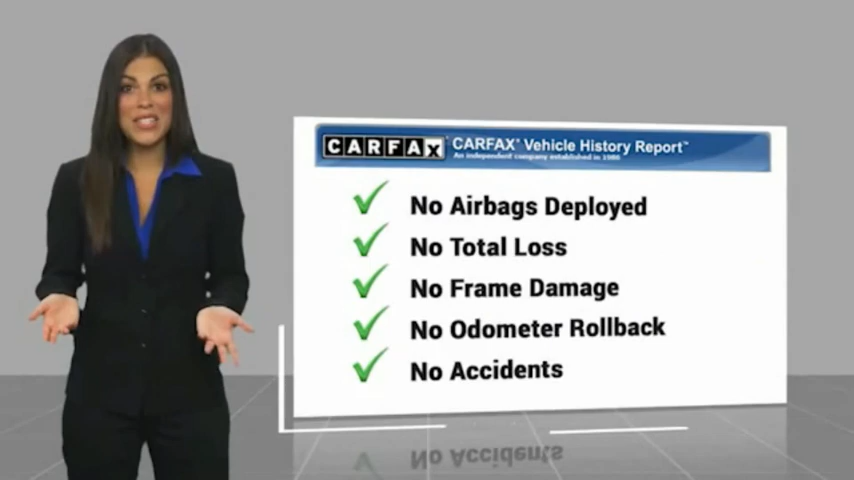 CARFAX CARFAX® Vehicle History Report™
An independent company established in 1986
No Airbags Deployed
No Total Loss
No Frame Damage
No Odometer Rollback
No Accidents
No Accidents